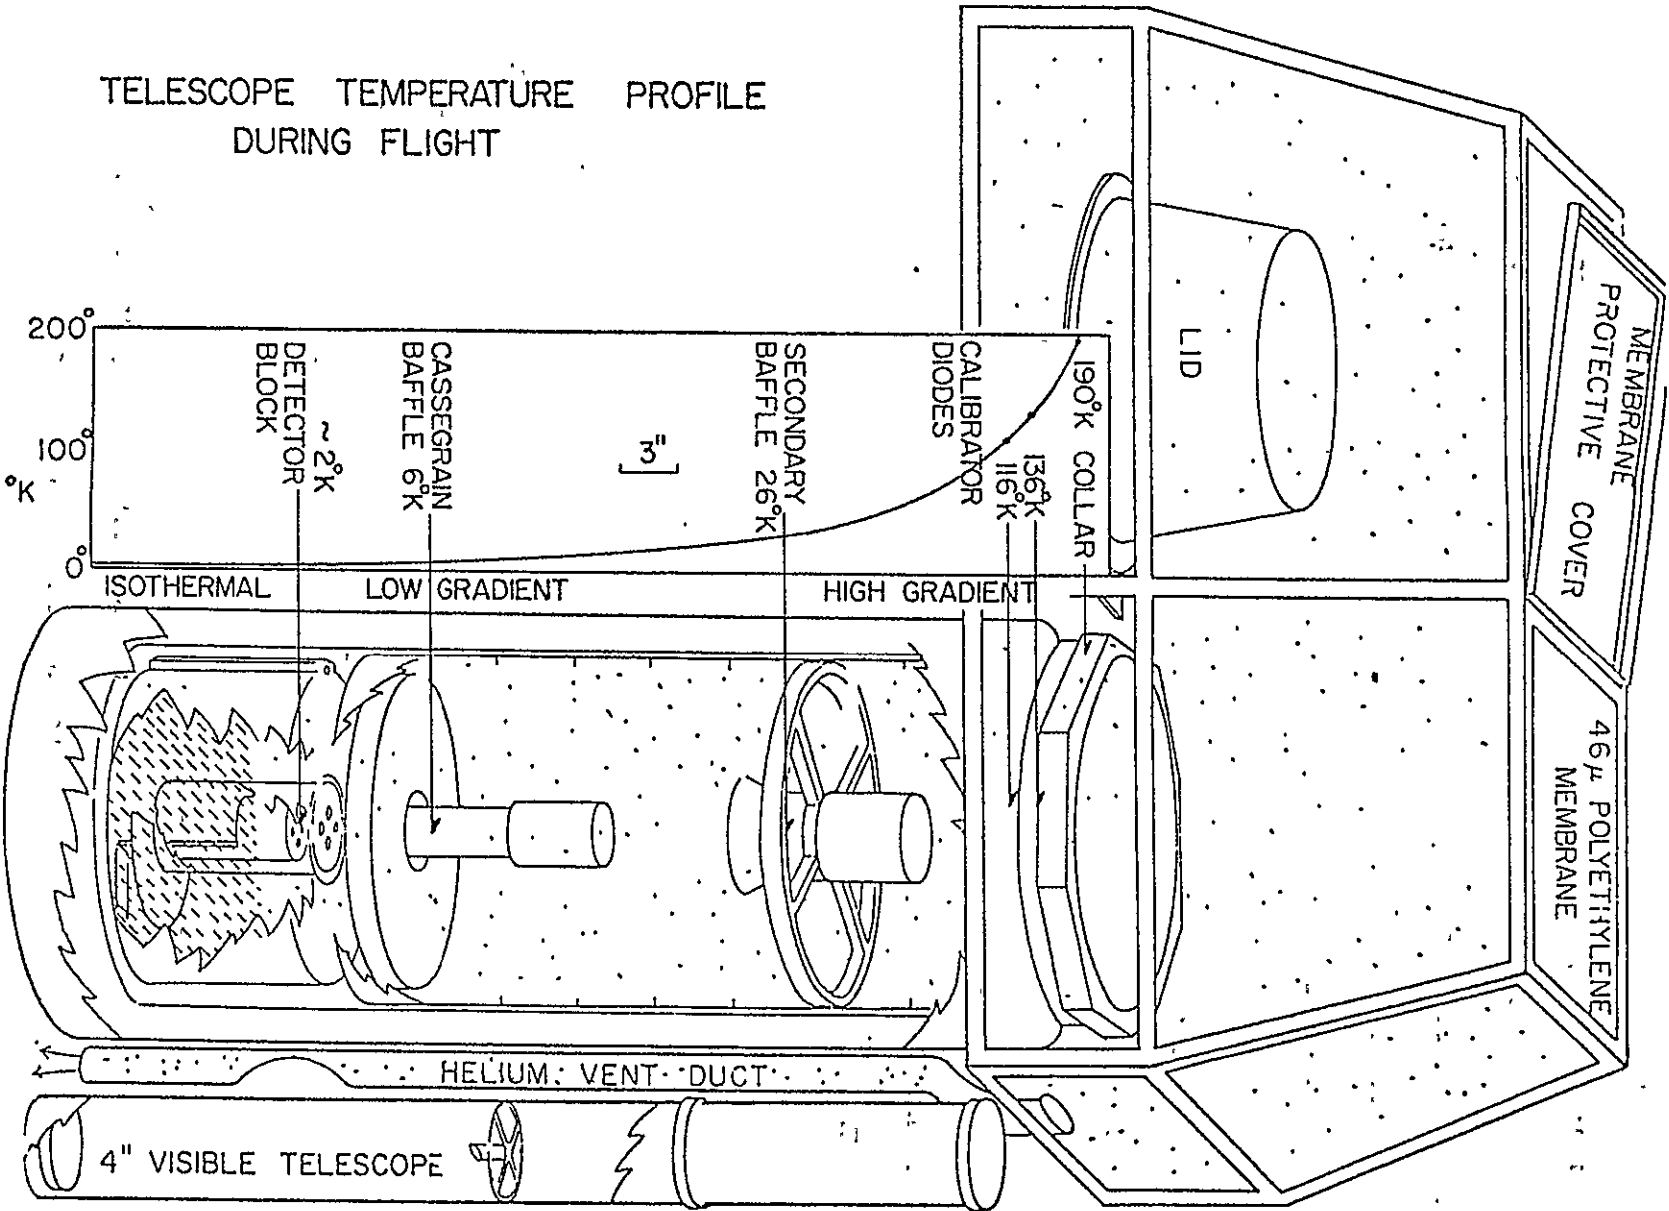 TELESCOPE TEMPERATURE PROFILE
DURING FLIGHT
MEMBRANE
PROTECTIVE COVER
LID
200°
100°
0°
°K
~2°K
DETECTOR
BLOCK
CASSEGRAIN
BAFFLE 6°K
3"
SECONDARY
BAFFLE 26°K
CALIBRATOR
DIODES
136°K
116°K
190°K COLLAR
ISOTHERMAL
LOW GRADIENT
HIGH GRADIENT
46μ POLYETHYLENE
MEMBRANE
HELIUM VENT DUCT
4" VISIBLE TELESCOPE